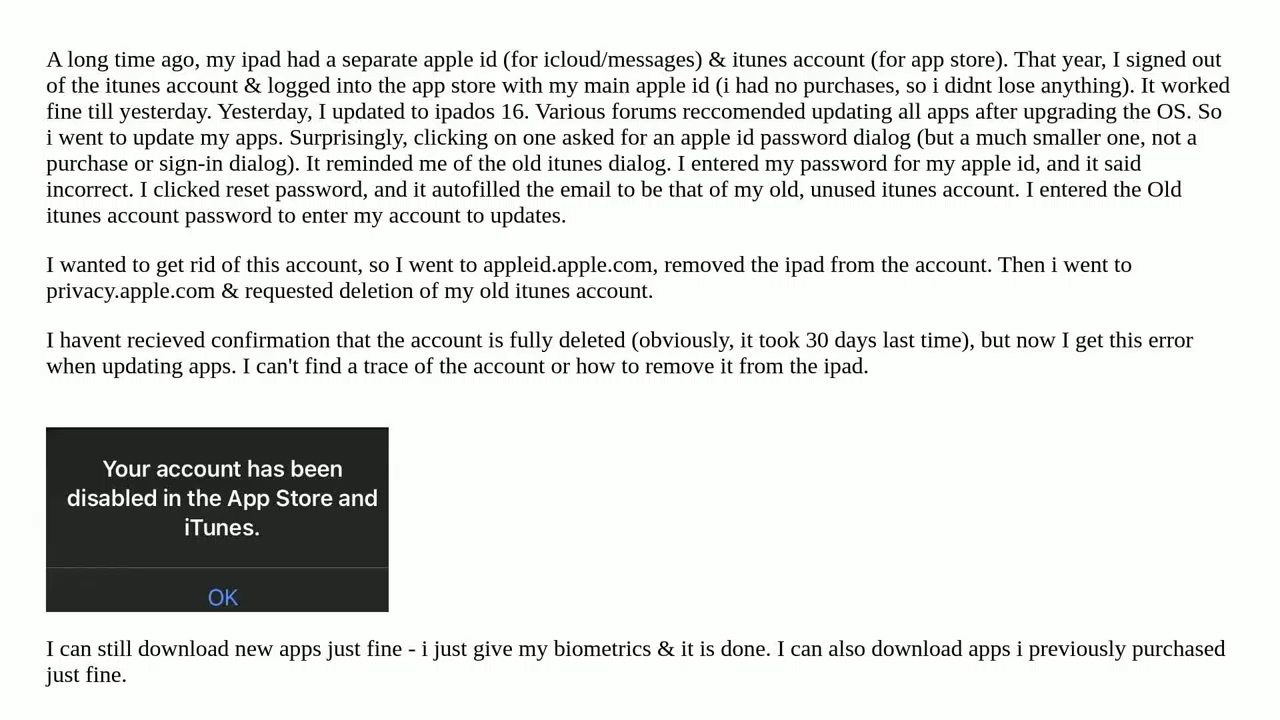 A long time ago, my ipad had a separate apple id (for icloud/messages) & itunes account (for app store). That year, I signed out
of the itunes account & logged into the app store with my main apple id (i had no purchases, so i didnt lose anything). It worked
fine till yesterday. Yesterday, I updated to ipados 16. Various forums reccomended updating all apps after upgrading the OS. So
i went to update my apps. Surprisingly, clicking on one asked for an apple id password dialog (but a much smaller one, not a
purchase or sign-in dialog). It reminded me of the old itunes dialog. I entered my password for my apple id, and it said
incorrect. I clicked reset password, and it autofilled the email to be that of my old, unused itunes account. I entered the Old
itunes account password to enter my account to updates.
I wanted to get rid of this account, so I went to appleid.apple.com, removed the ipad from the account. Then i went to
privacy.apple.com & requested deletion of my old itunes account.
I havent recieved confirmation that the account is fully deleted (obviously, it took 30 days last time), but now I get this error
when updating apps. I can't find a trace of the account or how to remove it from the ipad.
Your account has been
disabled in the App Store and
iTunes.
OK
I can still download new apps just fine - i just give my biometrics & it is done. I can also download apps i previously purchased
just fine.